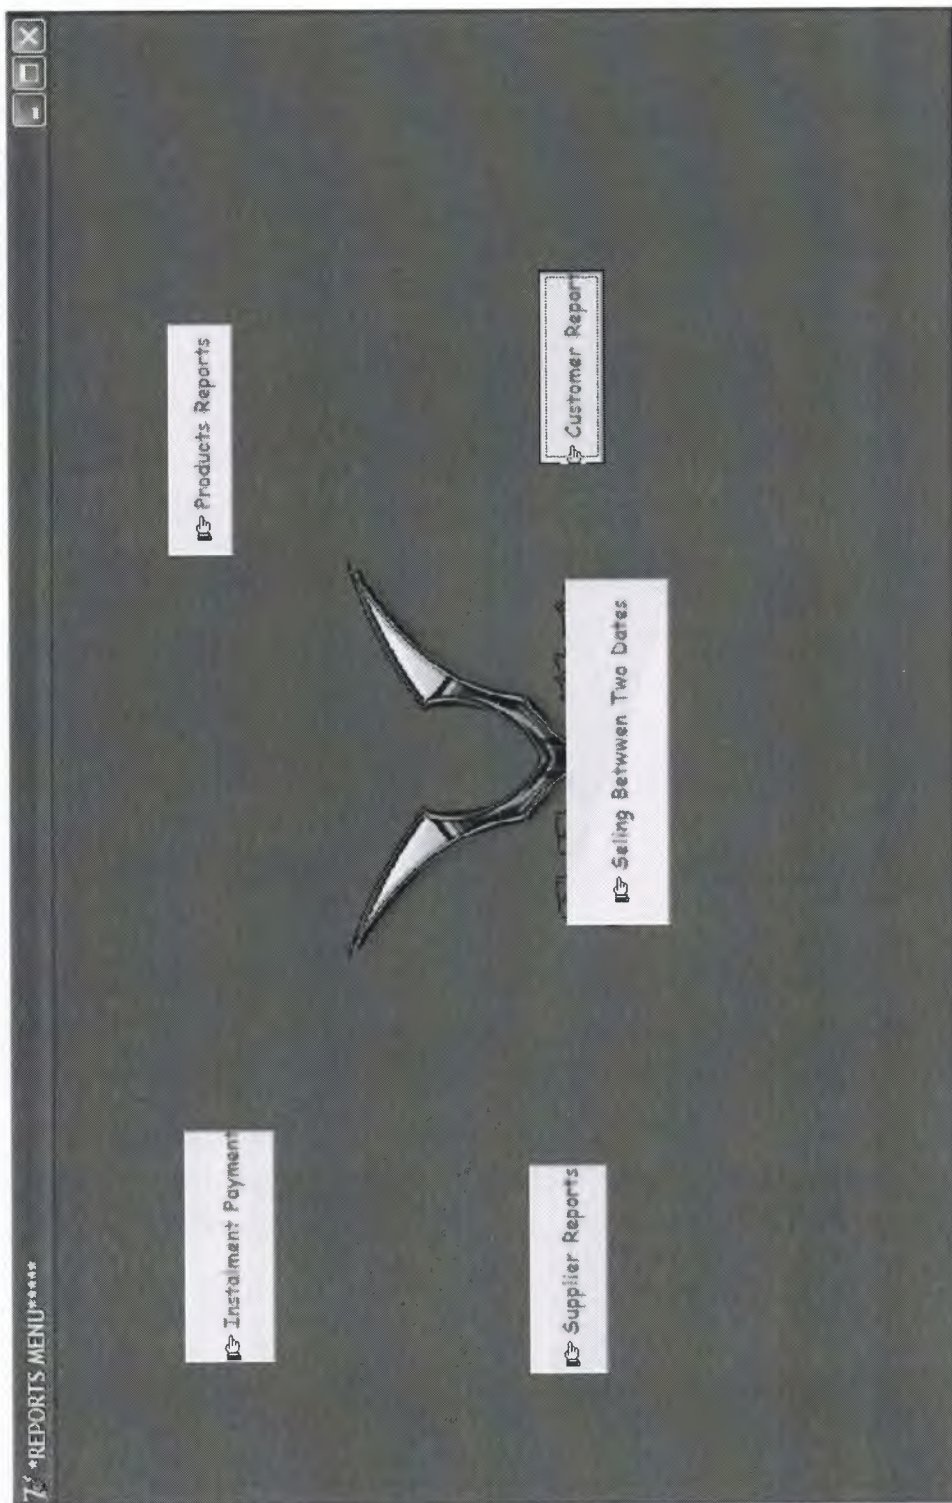 *REPORTS MENU*****
Instalment Payment
Products Reports
Supplier Reports
Seling Betwwen Two Dates
Customer Repor